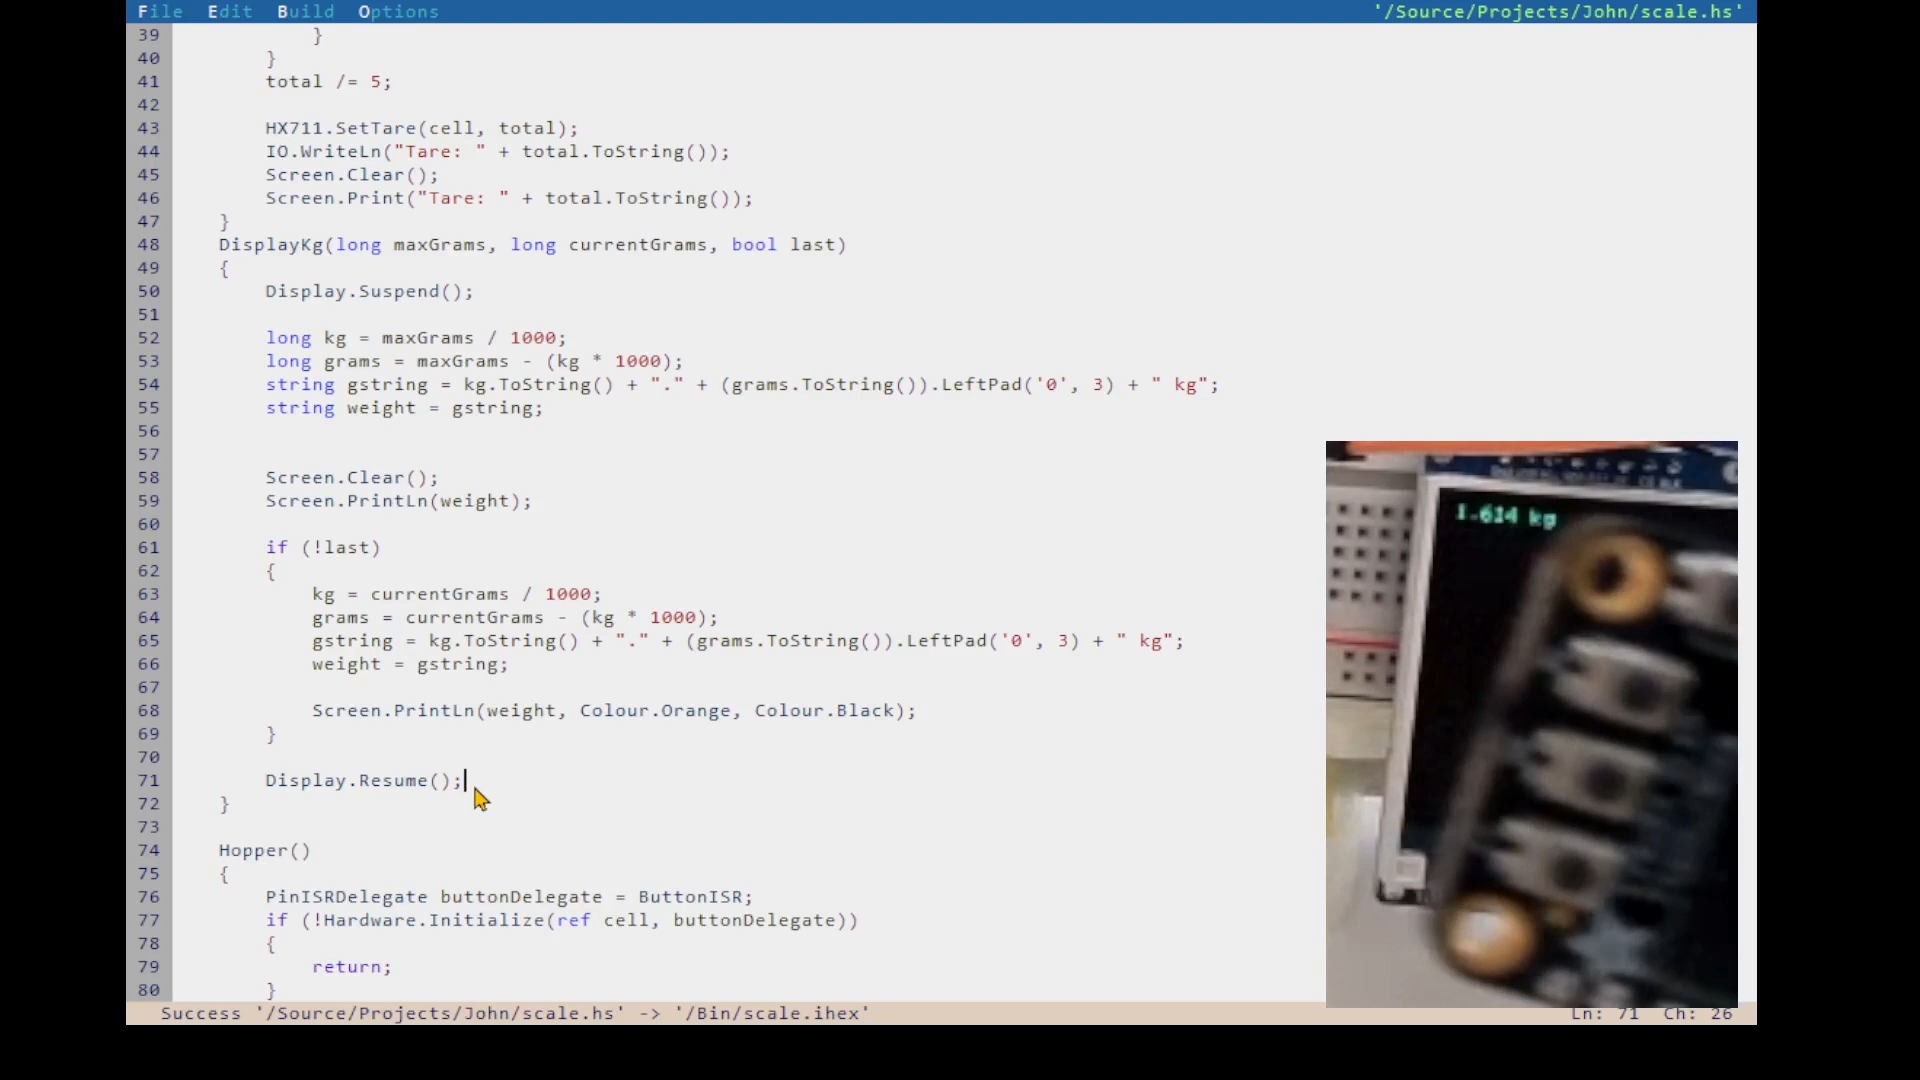 File Edit Build Options '/Source/Projects/John/scale.hs'
39 }
40 }
41 total /= 5;
42
43 HX711.SetTare(cell, total);
44 IO.WriteLn("Tare: " + total.ToString());
45 Screen.Clear();
46 Screen.Print("Tare: " + total.ToString());
47 }
48 DisplayKg(long maxGrams, long currentGrams, bool last)
49 {
50 Display.Suspend();
51
52 long kg = maxGrams / 1000;
53 long grams = maxGrams - (kg * 1000);
54 string gstring = kg.ToString() + "." + (grams.ToString()).LeftPad('0', 3) + " kg";
55 string weight = gstring;
56
57
58 Screen.Clear();
59 Screen.PrintLn(weight);
60
61 if (!last)
62 {
63 kg = currentGrams / 1000;
64 grams = currentGrams - (kg * 1000);
65 gstring = kg.ToString() + "." + (grams.ToString()).LeftPad('0', 3) + " kg";
66 weight = gstring;
67
68 Screen.PrintLn(weight, Colour.Orange, Colour.Black);
69 }
70
71 Display.Resume();
72 }
73
74 Hopper()
75 {
76 PinISRDelegate buttonDelegate = ButtonISR;
77 if (!Hardware.Initialize(ref cell, buttonDelegate))
78 {
79 return;
80 }
1.614 kg
Success '/Source/Projects/John/scale.hs' -> '/Bin/scale.ihex' Ln: 71 Ch: 26